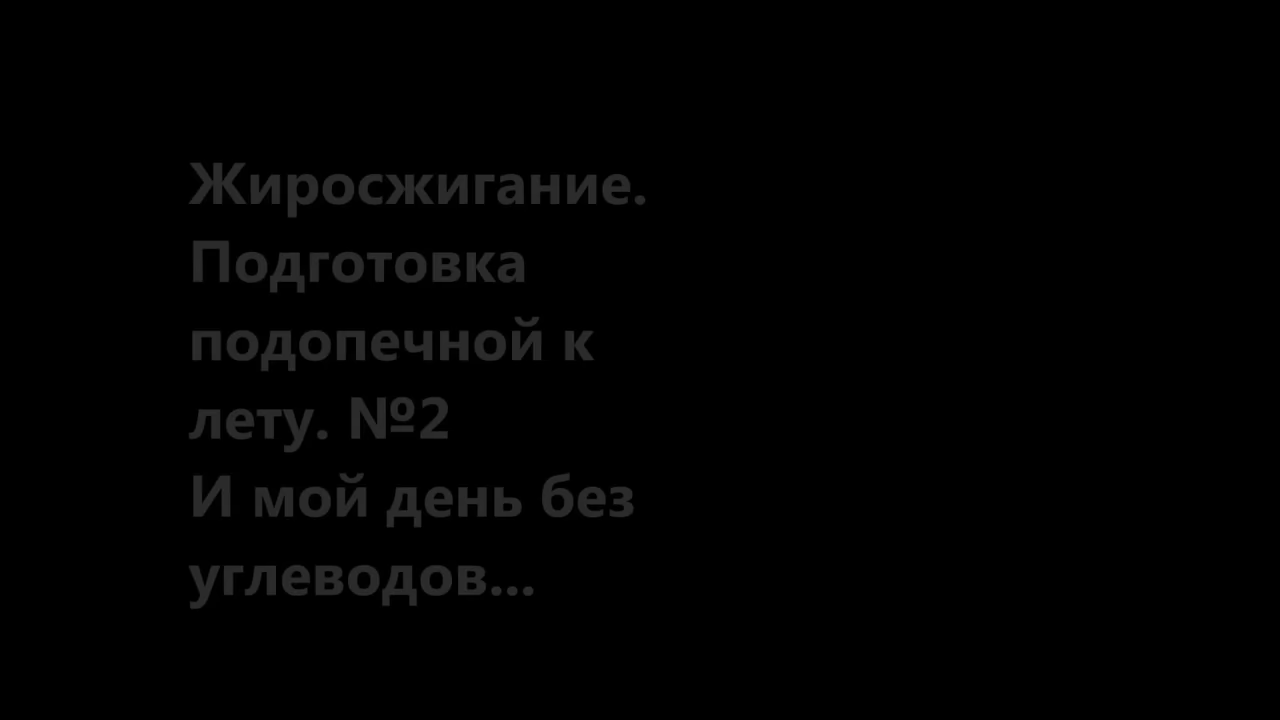 Жиросжигание.
Подготовка
подопечной к
лету. №2
И мой день без
углеводов...